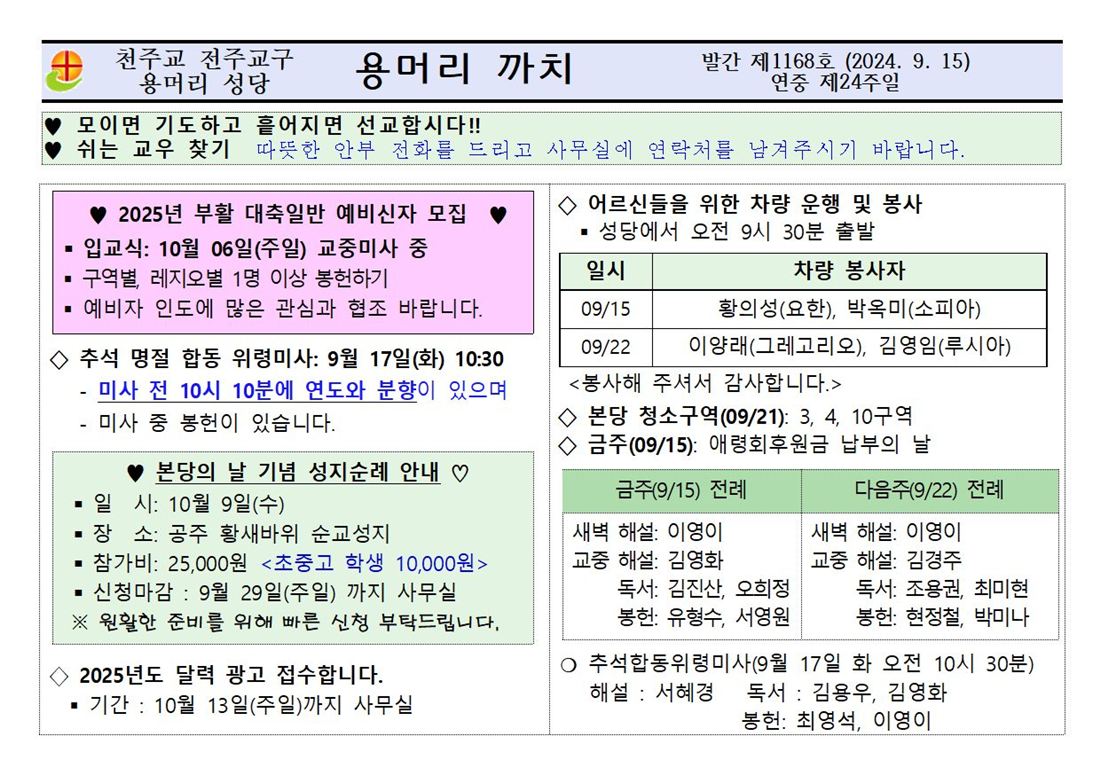 천주교 전주교구
용머리 성당
용머리 까치
발간 제1168호 (2024. 9. 15)
연중 제24주일
♥ 모이면 기도하고 흩어지면 선교합시다!!
♥ 쉬는 교우 찾기 따뜻한 안부 전화를 드리고 사무실에 연락처를 남겨주시기 바랍니다.
♥ 2025년 부활 대축일반 예비신자 모집 ♥
▪ 입교식: 10월 06일(주일) 교중미사 중
▪ 구역별, 레지오별 1명 이상 봉헌하기
▪ 예비자 인도에 많은 관심과 협조 바랍니다.
◇ 추석 명절 합동 위령미사: 9월 17일(화) 10:30
- 미사 전 10시 10분에 연도와 분향이 있으며
- 미사 중 봉헌이 있습니다.
♥ 본당의 날 기념 성지순례 안내 ♡
▪ 일 시: 10월 9일(수)
▪ 장 소: 공주 황새바위 순교성지
▪ 참가비: 25,000원 <초중고 학생 10,000원>
▪ 신청마감 : 9월 29일(주일) 까지 사무실
※ 원활한 준비를 위해 빠른 신청 부탁드립니다.
◇ 2025년도 달력 광고 접수합니다.
▪ 기간 : 10월 13일(주일)까지 사무실
◇ 어르신들을 위한 차량 운행 및 봉사
▪ 성당에서 오전 9시 30분 출발
일시 차량 봉사자
09/15 황의성(요한), 박옥미(소피아)
09/22 이양래(그레고리오), 김영임(루시아)
<봉사해 주셔서 감사합니다.>
◇ 본당 청소구역(09/21): 3, 4, 10구역
◇ 금주(09/15): 애령회후원금 납부의 날
금주(9/15) 전례 다음주(9/22) 전례
새벽 해설: 이영이 새벽 해설: 이영이
교중 해설: 김영화 교중 해설: 김경주
독서: 김진산, 오희정 독서: 조용권, 최미현
봉헌: 유형수, 서영원 봉헌: 현정철, 박미나
❍ 추석합동위령미사(9월 17일 화 오전 10시 30분)
해설 : 서혜경 독서 : 김용우, 김영화
봉헌: 최영석, 이영이